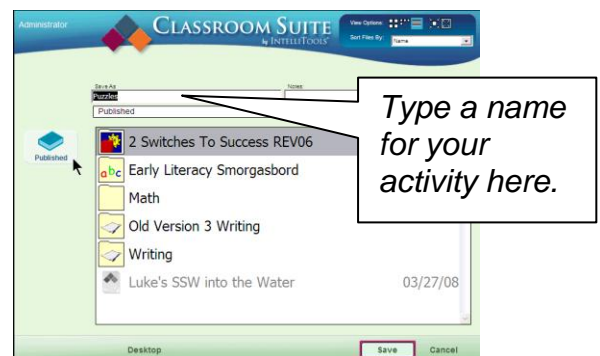 Administrator
CLASSROOM SUITE
by INTELLITOOLS
View Options:
Sort Files By: Name
Save As:
Notes:
Puzzles
Published
Published
2 Switches To Success REV06
abc Early Literacy Smorgasbord
Math
Old Version 3 Writing
Writing
Luke's SSW into the Water 03/27/08
Type a name
for your
activity here.
Desktop Save Cancel